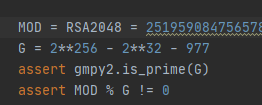 MOD = RSA2048 = 251959084756578
G = 2**256 - 2**32 - 977
assert gmpy2.is_prime(G)
assert MOD % G != 0